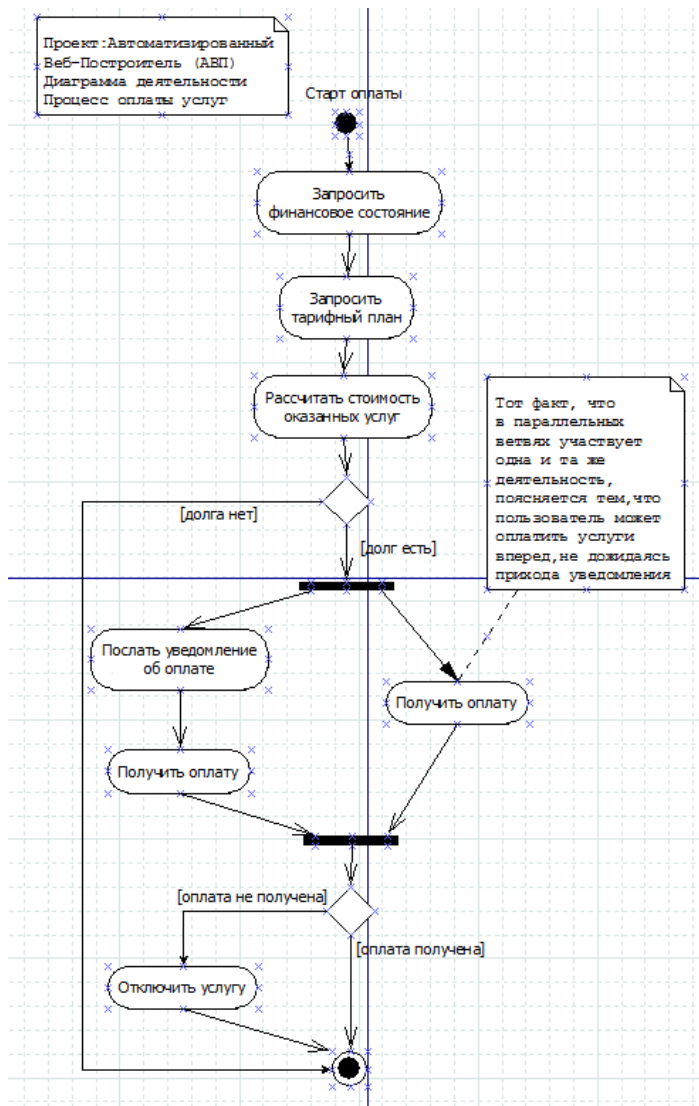 Проект:Автоматизированный
Веб-Построитель (АВП)
Диаграмма деятельности
Процесс оплаты услуг
Старт оплаты
Запросить
финансовое состояние
Запросить
тарифный план
Рассчитать стоимость
оказанных услуг
Тот факт, что
в параллельных
ветвях участвует
одна и та же
деятельность,
поясняется тем,что
пользователь может
оплатить услуги
вперед,не дожидаясь
прихода уведомления
[долга нет]
[долг есть]
Послать уведомление
об оплате
Получить оплату
Получить оплату
[оплата не получена]
[оплата получена]
Отключить услугу